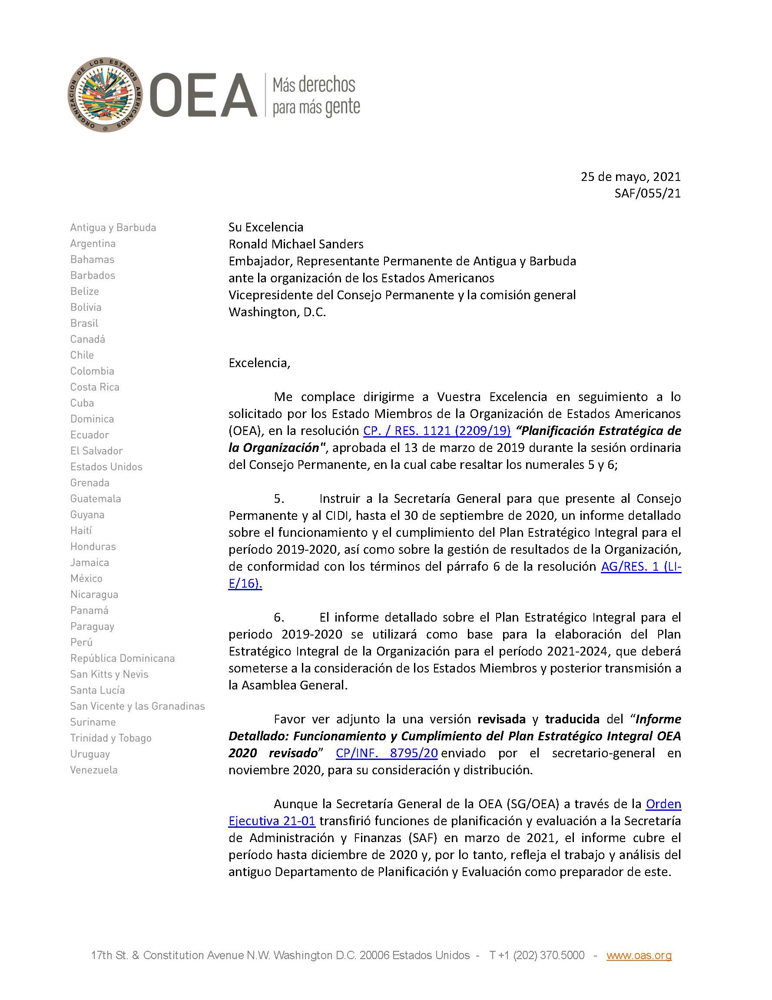 ORGANIZACION DE LOS ESTADOS AMERICANOS
OEA
Más derechos
para más gente
25 de mayo, 2021
SAF/055/21
Antigua y Barbuda
Argentina
Bahamas
Barbados
Belize
Bolivia
Brasil
Canadá
Chile
Colombia
Costa Rica
Cuba
Dominica
Ecuador
El Salvador
Estados Unidos
Grenada
Guatemala
Guyana
Haití
Honduras
Jamaica
México
Nicaragua
Panamá
Paraguay
Perú
República Dominicana
San Kitts y Nevis
Santa Lucía
San Vicente y las Granadinas
Suriname
Trinidad y Tobago
Uruguay
Venezuela
Su Excelencia
Ronald Michael Sanders
Embajador, Representante Permanente de Antigua y Barbuda
ante la organización de los Estados Americanos
Vicepresidente del Consejo Permanente y la comisión general
Washington, D.C.
Excelencia,
Me complace dirigirme a Vuestra Excelencia en seguimiento a lo
solicitado por los Estado Miembros de la Organización de Estados Americanos
(OEA), en la resolución CP. / RES. 1121 (2209/19) “Planificación Estratégica de
la Organización", aprobada el 13 de marzo de 2019 durante la sesión ordinaria
del Consejo Permanente, en la cual cabe resaltar los numerales 5 y 6;
5. Instruir a la Secretaría General para que presente al Consejo
Permanente y al CIDI, hasta el 30 de septiembre de 2020, un informe detallado
sobre el funcionamiento y el cumplimiento del Plan Estratégico Integral para el
período 2019-2020, así como sobre la gestión de resultados de la Organización,
de conformidad con los términos del párrafo 6 de la resolución AG/RES. 1 (LI-
E/16).
6. El informe detallado sobre el Plan Estratégico Integral para el
periodo 2019-2020 se utilizará como base para la elaboración del Plan
Estratégico Integral de la Organización para el período 2021-2024, que deberá
someterse a la consideración de los Estados Miembros y posterior transmisión a
la Asamblea General.
Favor ver adjunto la una versión revisada y traducida del “Informe
Detallado: Funcionamiento y Cumplimiento del Plan Estratégico Integral OEA
2020 revisado” CP/INF. 8795/20 enviado por el secretario-general en
noviembre 2020, para su consideración y distribución.
Aunque la Secretaría General de la OEA (SG/OEA) a través de la Orden
Ejecutiva 21-01 transfirió funciones de planificación y evaluación a la Secretaría
de Administración y Finanzas (SAF) en marzo de 2021, el informe cubre el
período hasta diciembre de 2020 y, por lo tanto, refleja el trabajo y análisis del
antiguo Departamento de Planificación y Evaluación como preparador de este.
17th St. & Constitution Avenue N.W. Washington D.C. 20006 Estados Unidos - T +1 (202) 370.5000 - www.oas.org